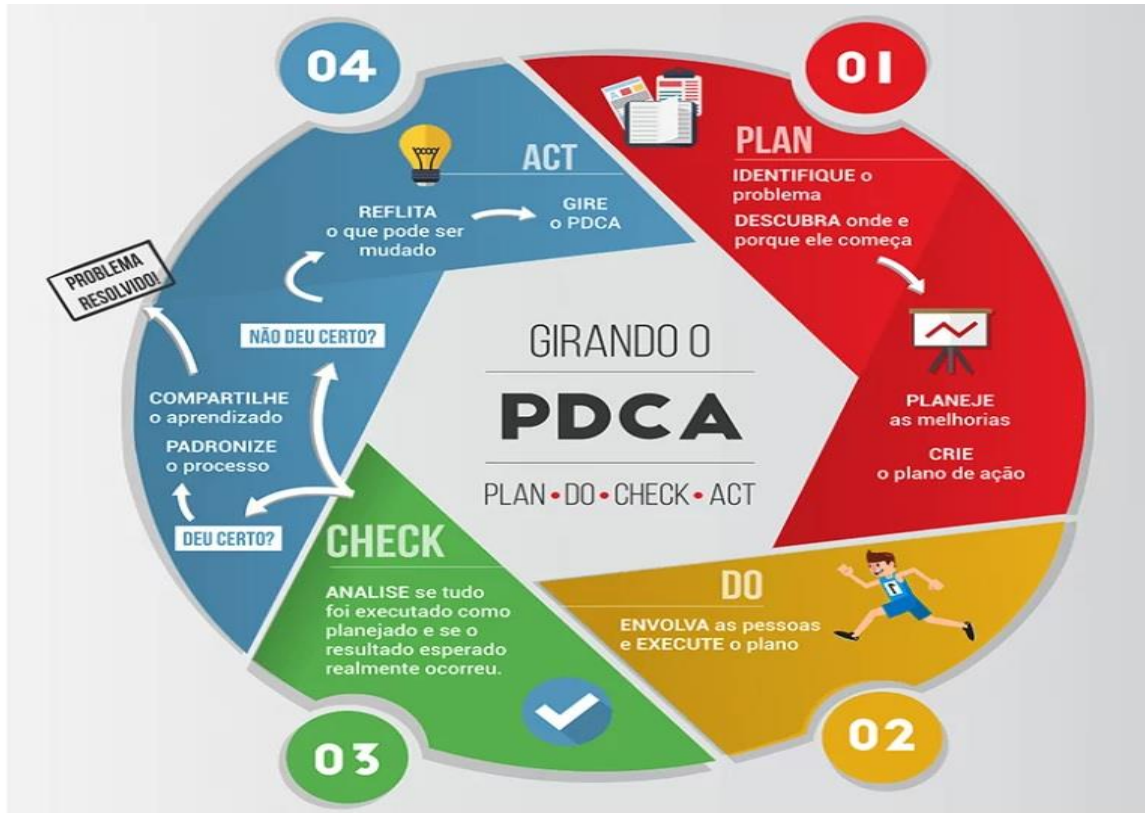 01
PLAN
IDENTIFIQUE o
problema
DESCUBRA onde e
porque ele começa
PLANEJE
as melhorias
CRIE
o plano de ação
02
DO
ENVOLVA as pessoas
e EXECUTE o plano
03
CHECK
ANALISE se tudo
foi executado como
planejado e se o
resultado esperado
realmente ocorreu.
04
ACT
DEU CERTO?
PADRONIZE
o processo
COMPARTILHE
o aprendizado
PROBLEMA
RESOLVIDO!
NÃO DEU CERTO?
REFLITA
o que pode ser
mudado
GIRE
o PDCA
GIRANDO O
PDCA
PLAN • DO • CHECK • ACT